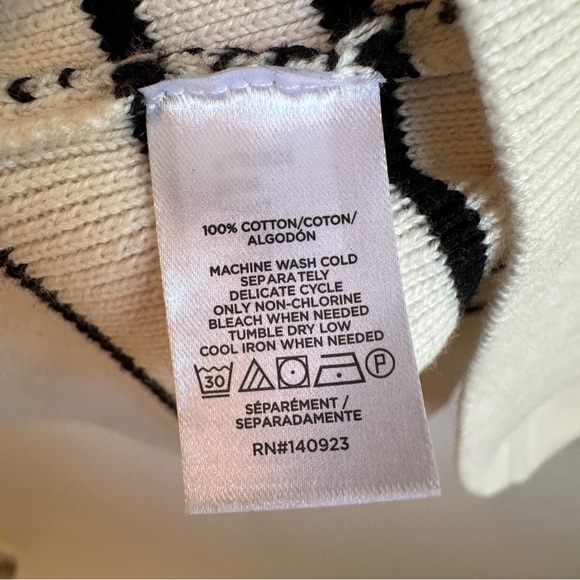 100% COTTON/COTON/
ALGODÓN
MACHINE WASH COLD
SEPARATELY
DELICATE CYCLE
ONLY NON-CHLORINE
BLEACH WHEN NEEDED
TUMBLE DRY LOW
COOL IRON WHEN NEEDED
30 P
SÉPARÉMENT /
SEPARADAMENTE
RN#140923